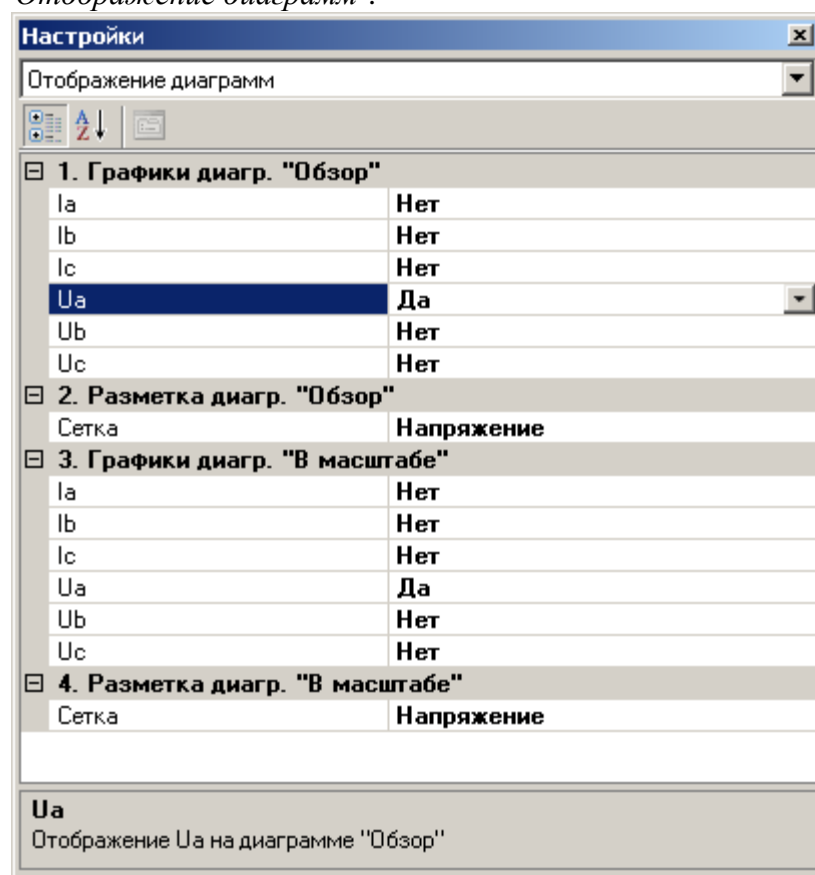 "Отображение диаграмм".
Настройки
Отображение диаграмм
1. Графики диагр. "Обзор"
Ia Нет
Ib Нет
Ic Нет
Ua Да
Ub Нет
Uc Нет
2. Разметка диагр. "Обзор"
Сетка Напряжение
3. Графики диагр. "В масштабе"
Ia Нет
Ib Нет
Ic Нет
Ua Да
Ub Нет
Uc Нет
4. Разметка диагр. "В масштабе"
Сетка Напряжение
Ua
Отображение Ua на диаграмме "Обзор"